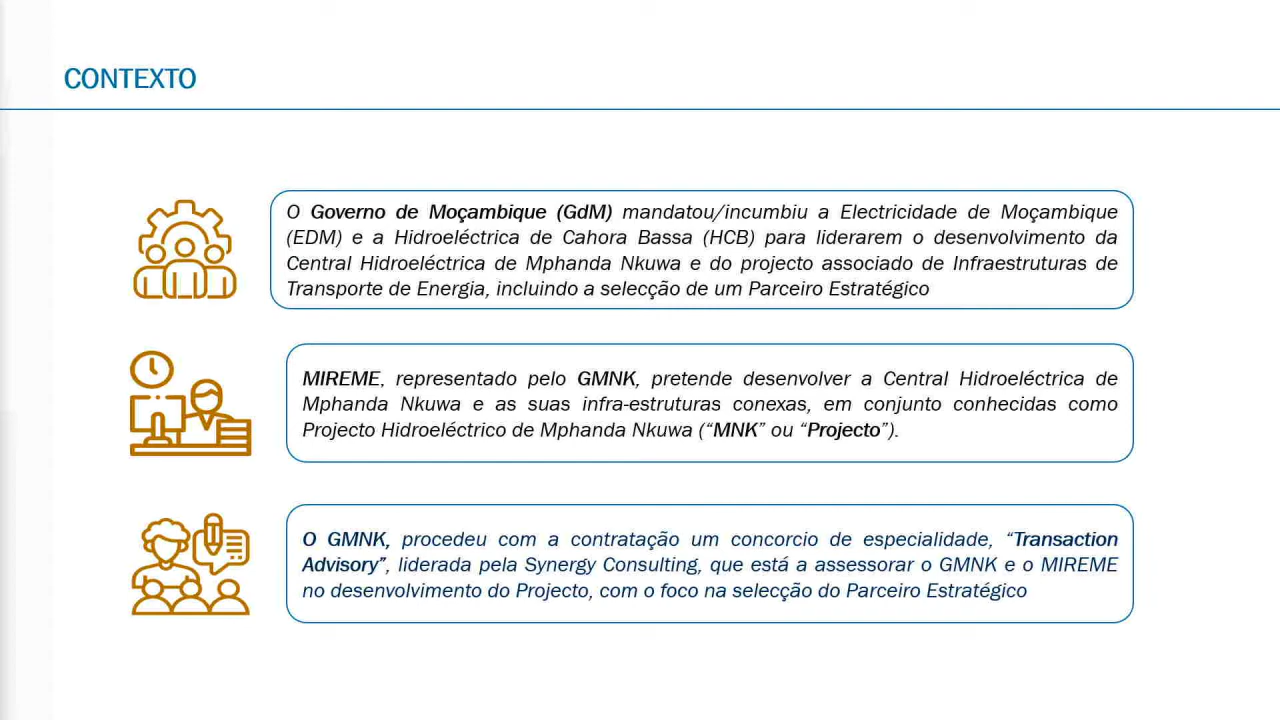 CONTEXTO
O Governo de Moçambique (GdM) mandatou/incumbiu a Electricidade de Moçambique
(EDM) e a Hidroeléctrica de Cahora Bassa (HCB) para liderarem o desenvolvimento da
Central Hidroeléctrica de Mphanda Nkuwa e do projecto associado de Infraestruturas de
Transporte de Energia, incluindo a selecção de um Parceiro Estratégico
MIREME, representado pelo GMNK, pretende desenvolver a Central Hidroeléctrica de
Mphanda Nkuwa e as suas infra-estruturas conexas, em conjunto conhecidas como
Projecto Hidroeléctrico de Mphanda Nkuwa (“MNK” ou “Projecto”).
O GMNK, procedeu com a contratação um concorcio de especialidade, “Transaction
Advisory”, liderada pela Synergy Consulting, que está a assessorar o GMNK e o MIREME
no desenvolvimento do Projecto, com o foco na selecção do Parceiro Estratégico